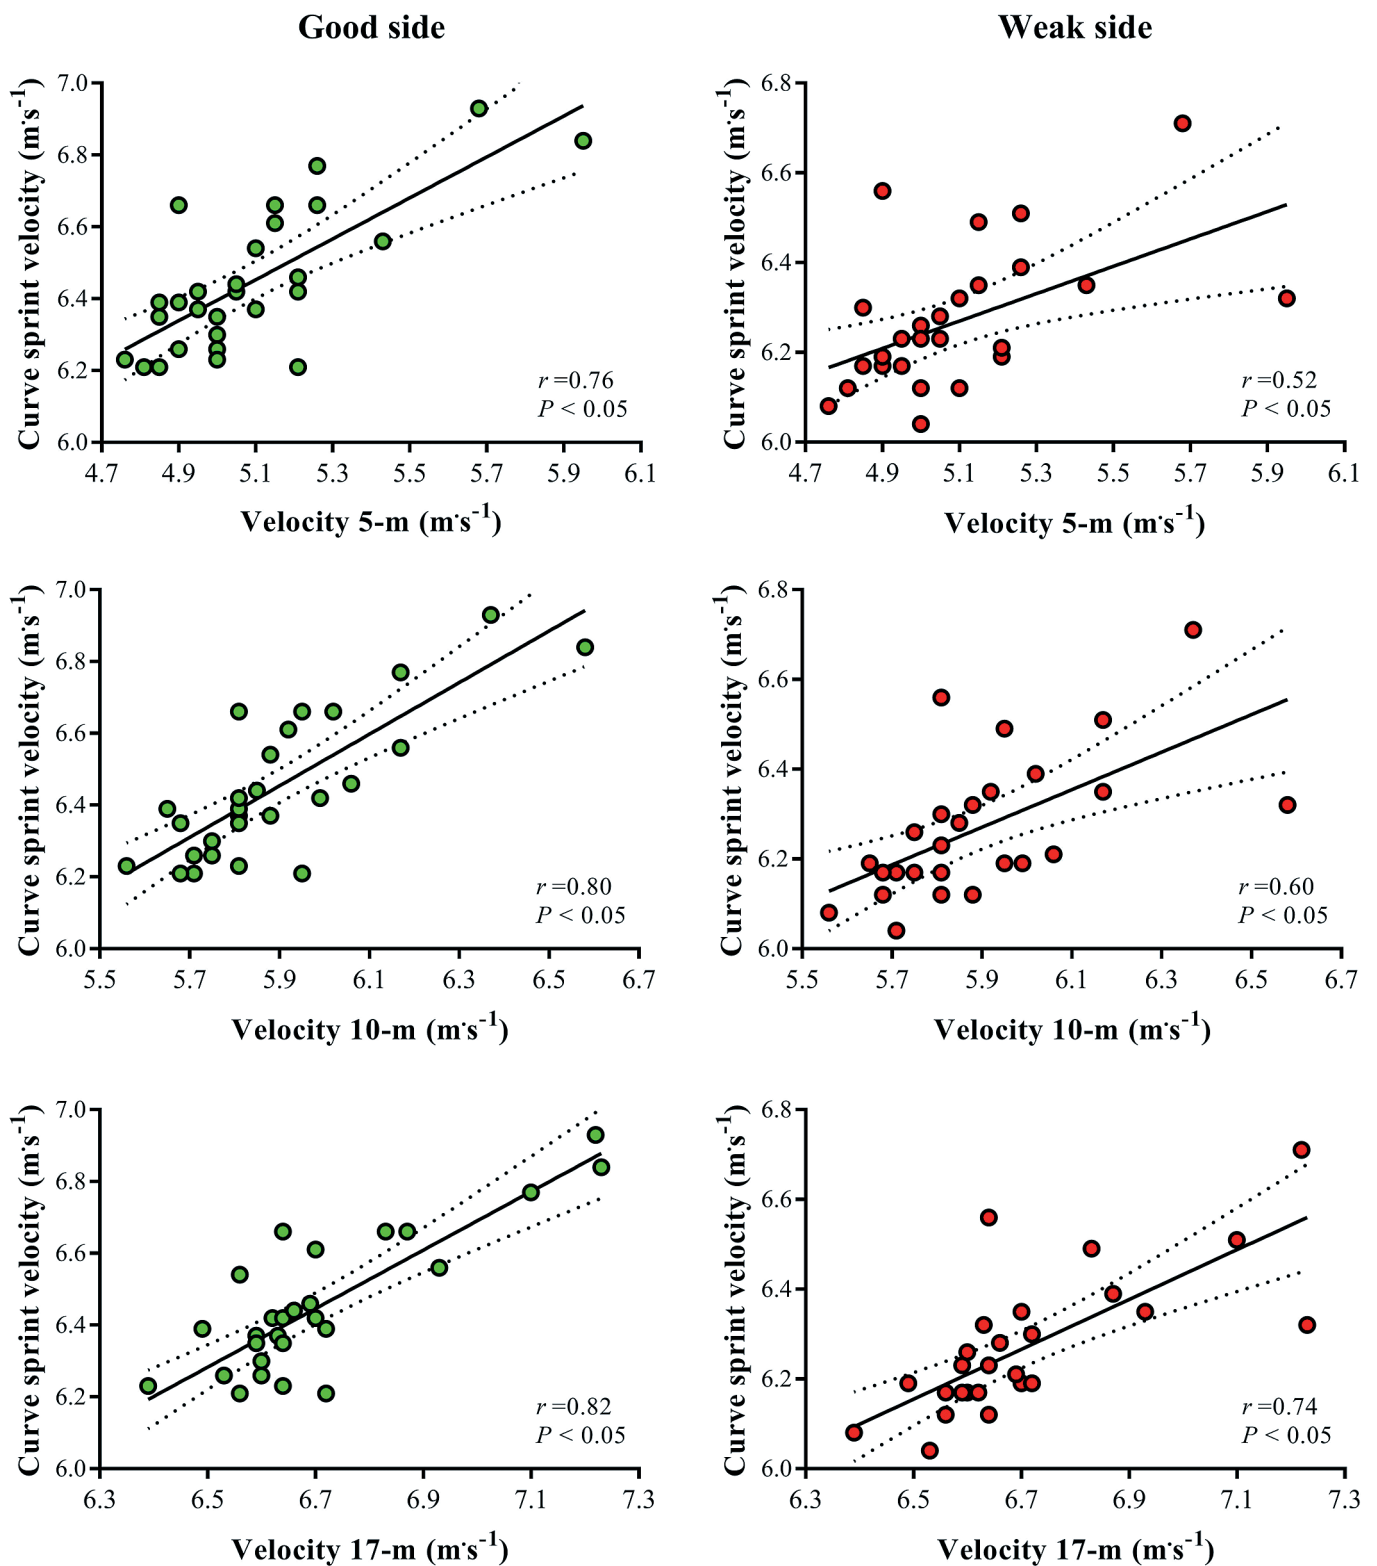 Good side
Weak side
Curve sprint velocity (m·s-1)
7.0
6.8
6.6
6.4
6.2
6.0
r =0.76
P < 0.05
4.7 4.9 5.1 5.3 5.5 5.7 5.9 6.1
Velocity 5-m (m·s-1)
Curve sprint velocity (m·s-1)
6.8
6.6
6.4
6.2
6.0
r =0.52
P < 0.05
4.7 4.9 5.1 5.3 5.5 5.7 5.9 6.1
Velocity 5-m (m·s-1)
Curve sprint velocity (m·s-1)
7.0
6.8
6.6
6.4
6.2
6.0
r =0.80
P < 0.05
5.5 5.7 5.9 6.1 6.3 6.5 6.7
Velocity 10-m (m·s-1)
Curve sprint velocity (m·s-1)
6.8
6.6
6.4
6.2
6.0
r =0.60
P < 0.05
5.5 5.7 5.9 6.1 6.3 6.5 6.7
Velocity 10-m (m·s-1)
Curve sprint velocity (m·s-1)
7.0
6.8
6.6
6.4
6.2
6.0
r =0.82
P < 0.05
6.3 6.5 6.7 6.9 7.1 7.3
Velocity 17-m (m·s-1)
Curve sprint velocity (m·s-1)
6.8
6.6
6.4
6.2
6.0
r =0.74
P < 0.05
6.3 6.5 6.7 6.9 7.1 7.3
Velocity 17-m (m·s-1)